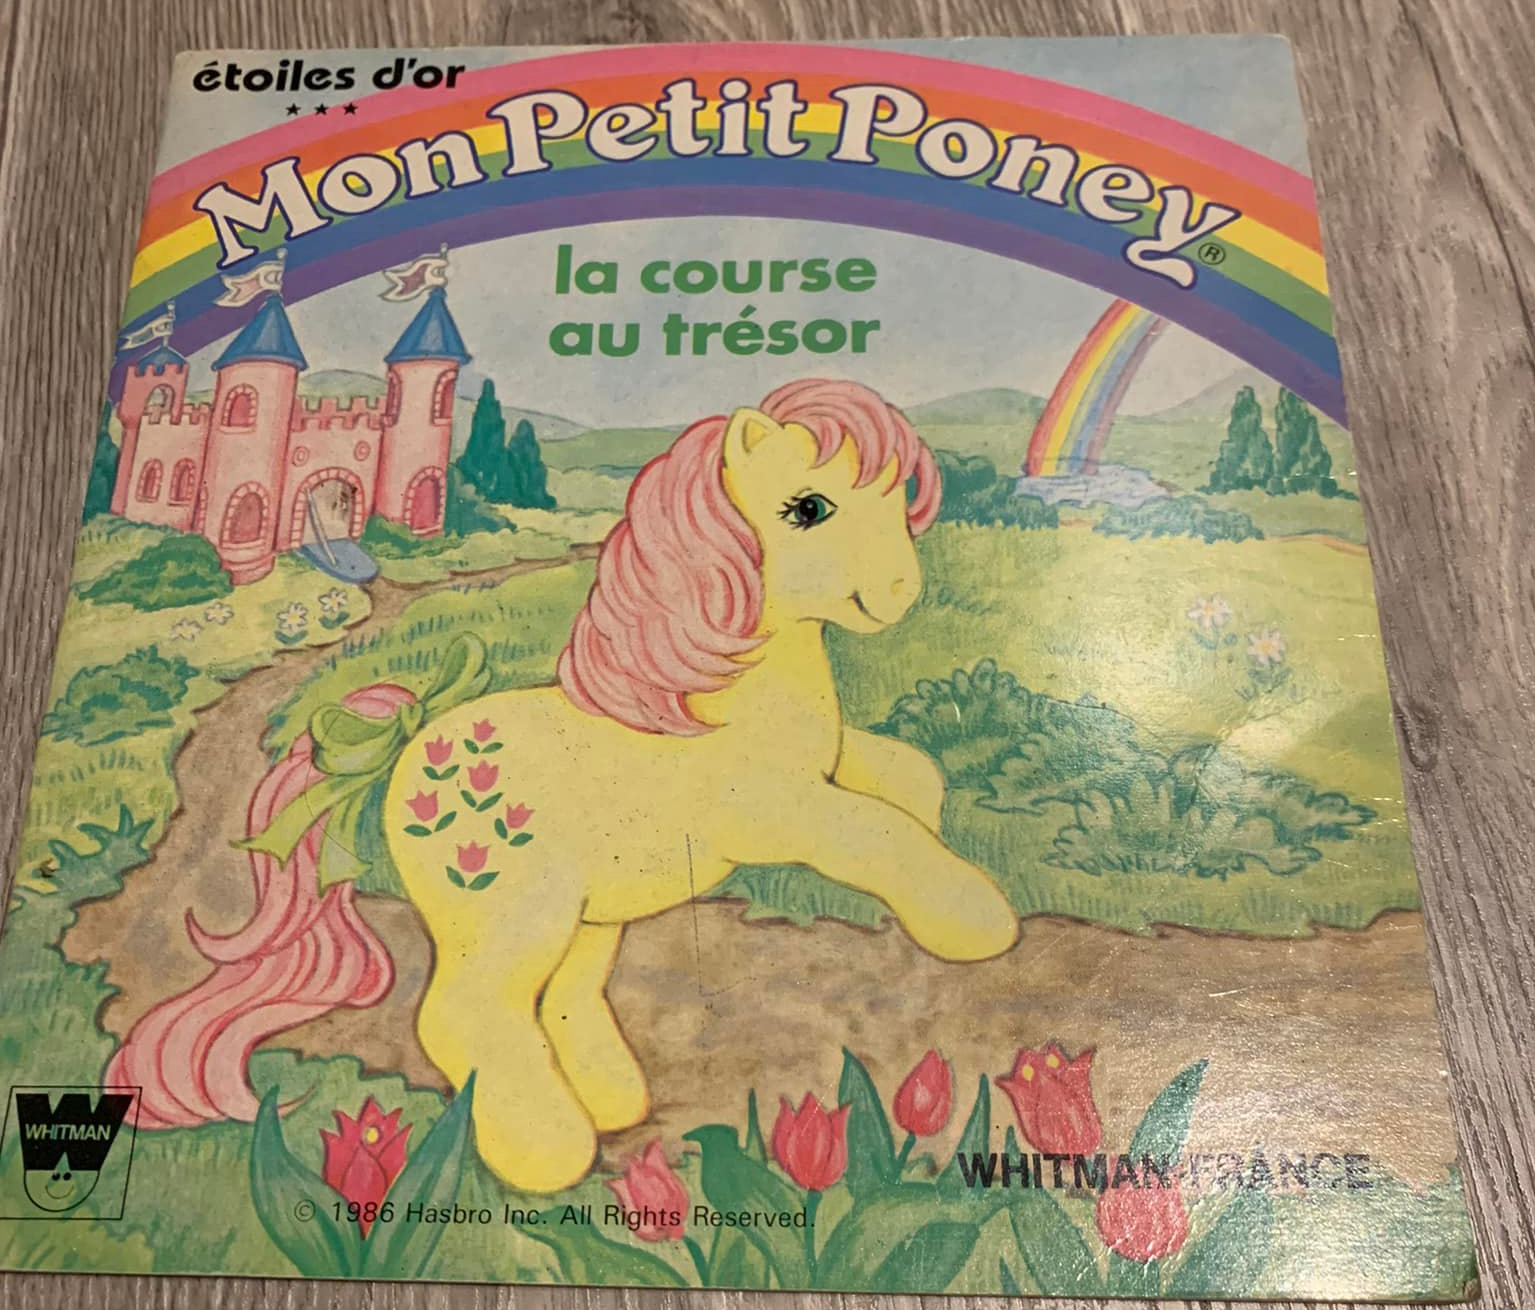 étoiles d'or
★ ★ ★
Mon Petit Poney®
la course
au trésor
WHITMAN
WHITMAN-FRANCE
© 1986 Hasbro Inc. All Rights Reserved.